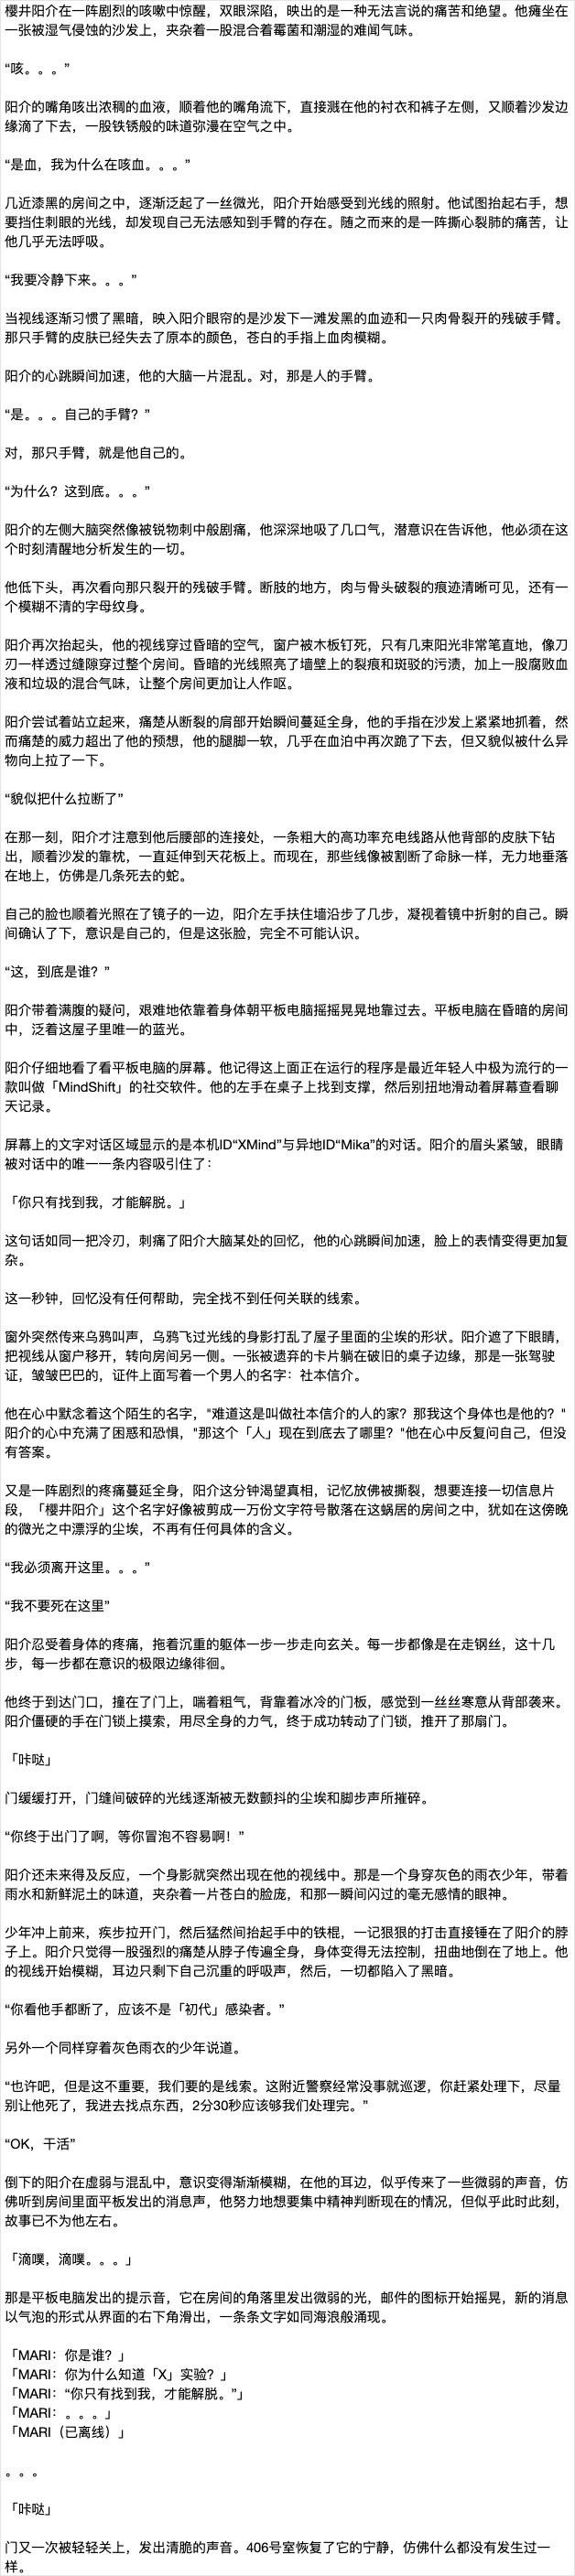 櫻井阳介在一阵剧烈的咳嗽中惊醒，双眼深陷，映出的是一种无法言说的痛苦和绝望。他瘫坐在
一张被湿气侵蚀的沙发上，夹杂着一股混合着霉菌和潮湿的难闻气味。
“咳。。。”
阳介的嘴角咳出浓稠的血液，顺着他的嘴角流下，直接溅在他的衬衣和裤子左侧，又顺着沙发边
缘滴了下去，一股铁锈般的味道弥漫在空气之中。
“是血，我为什么在咳血。。。”
几近漆黑的房间之中，逐渐泛起了一丝微光，阳介开始感受到光线的照射。他试图抬起右手，想
要挡住刺眼的光线，却发现自己无法感知到手臂的存在。随之而来的是一阵撕心裂肺的痛苦，让
他几乎无法呼吸。
“我要冷静下来。。。”
当视线逐渐习惯了黑暗，映入阳介眼帘的是沙发下一滩发黑的血迹和一只肉骨裂开的残破手臂。
那只手臂的皮肤已经失去了原本的颜色，苍白的手指上血肉模糊。
阳介的心跳瞬间加速，他的大脑一片混乱。对，那是人的手臂。
“是。。。自己的手臂？”
对，那只手臂，就是他自己的。
“为什么？这到底。。。”
阳介的左侧大脑突然像被锐物刺中般剧痛，他深深地吸了几口气，潜意识在告诉他，他必须在这
个时刻清醒地分析发生的一切。
他低下头，再次看向那只裂开的残破手臂。断肢的地方，肉与骨头破裂的痕迹清晰可见，还有一
个模糊不清的字母纹身。
阳介再次抬起头，他的视线穿过昏暗的空气，窗户被木板钉死，只有几束阳光非常笔直地，像刀
刃一样透过缝隙穿过整个房间。昏暗的光线照亮了墙壁上的裂痕和斑驳的污渍，加上一股腐败血
液和垃圾的混合气味，让整个房间更加让人作呕。
阳介尝试着站立起来，痛楚从断裂的肩部开始瞬间蔓延全身，他的手指在沙发上紧紧地抓着，然
而痛楚的威力超出了他的预想，他的腿脚一软，几乎在血泊中再次跪了下去，但又貌似被什么异
物向上拉了一下。
“貌似把什么拉断了”
在那一刻，阳介才注意到他后腰部的连接处，一条粗大的高功率充电线路从他背部的皮肤下钻
出，顺着沙发的靠枕，一直延伸到天花板上。而现在，那些线像被割断了命脉一样，无力地垂落
在地上，仿佛是几条死去的蛇。
自己的脸也顺着光照在了镜子的一边，阳介左手扶住墙沿步了几步，凝视着镜中折射的自己。瞬
间确认了下，意识是自己的，但是这张脸，完全不可能认识。
“这，到底是谁？”
阳介带着满腹的疑问，艰难地依靠着身体朝平板电脑摇摇晃晃地靠过去。平板电脑在昏暗的房间
中，泛着这屋子里唯一的蓝光。
阳介仔细地看了看平板电脑的屏幕。他记得这上面正在运行的程序是最近年轻人中极为流行的一
款叫做「MindShift」的社交软件。他的左手在桌子上找到支撑，然后别扭地滑动着屏幕查看聊
天记录。
屏幕上的文字对话区域显示的是本机ID“XMind”与异地ID“Mika”的对话。阳介的眉头紧皱，眼睛
被对话中的唯一一条内容吸引住了：
「你只有找到我，才能解脱。」
这句话如同一把冷刃，刺痛了阳介大脑某处的回忆，他的心跳瞬间加速，脸上的表情变得更加复
杂。
这一秒钟，回忆没有任何帮助，完全找不到任何关联的线索。
窗外突然传来乌鸦叫声，乌鸦飞过光线的身影打乱了屋子里面的尘埃的形状。阳介遮了下眼睛，
把视线从窗户移开，转向房间另一侧。一张被遗弃的卡片躺在破旧的桌子边缘，那是一张驾驶
证，皱皱巴巴的，证件上面写着一个男人的名字：社本信介。
他在心中默念着这个陌生的名字，"难道这是叫做社本信介的人的家？那我这个身体也是他的？"
阳介的心中充满了困惑和恐惧，"那这个「人」现在到底去了哪里？"他在心中反复问自己，但没
有答案。
又是一阵剧烈的疼痛蔓延全身，阳介这分钟渴望真相，记忆放佛被撕裂，想要连接一切信息片
段，「樱井阳介」这个名字好像被剪成一万份文字符号散落在这蜗居的房间之中，犹如在这傍晚
的微光之中漂浮的尘埃，不再有任何具体的含义。
“我必须离开这里。。。”
“我不要死在这里”
阳介忍受着身体的疼痛，拖着沉重的躯体一步一步走向玄关。每一步都像是在走钢丝，这十几
步，每一步都在意识的极限边缘徘徊。
他终于到达门口，撞在了门上，喘着粗气，背靠着冰冷的门板，感觉到一丝丝寒意从背部袭来。
阳介僵硬的手在门锁上摸索，用尽全身的力气，终于成功转动了门锁，推开了那扇门。
「咔哒」
门缓缓打开，门缝间破碎的光线逐渐被无数颤抖的尘埃和脚步声所摧碎。
“你终于出门了啊，等你冒泡不容易啊！”
阳介还未来得及反应，一个身影就突然出现在他的视线中。那是一个身穿灰色的雨衣少年，带着
雨水和新鲜泥土的味道，夹杂着一片苍白的脸庞，和那一瞬间闪过的毫无感情的眼神。
少年冲上前来，疾步拉开门，然后猛然间抬起手中的铁棍，一记狠狠的打击直接锤在了阳介的脖
子上。阳介只觉得一股强烈的痛楚从脖子传遍全身，身体变得无法控制，扭曲地倒在了地上。他
的视线开始模糊，耳边只剩下自己沉重的呼吸声，然后，一切都陷入了黑暗。
“你看他手都断了，应该不是「初代」感染者。”
另外一个同样穿着灰色雨衣的少年说道。
“也许吧，但是这不重要，我们要的是线索。这附近警察经常没事就巡逻，你赶紧处理下，尽量
别让他死了，我进去找点东西，2分30秒应该够我们处理完。”
“OK，干活”
倒下的阳介在虚弱与混乱中，意识变得渐渐模糊，在他的耳边，似乎传来了一些微弱的声音，仿
佛听到房间里面平板发出的消息声，他努力地想要集中精神判断现在的情况，但似乎此时此刻，
故事已不为他左右。
「滴噗，滴噗。。。」
那是平板电脑发出的提示音，它在房间的角落里发出微弱的光，邮件的图标开始摇晃，新的消息
以气泡的形式从界面的右下角滑出，一条条文字如同海浪般涌现。
「MARI：你是谁？」
「MARI：你为什么知道「X」实验？」
「MARI：“你只有找到我，才能解脱。”」
「MARI：。。。」
「MARI（已离线）」
。。。
「咔哒」
门又一次被轻轻关上，发出清脆的声音。406号室恢复了它的宁静，仿佛什么都没有发生过一
样。